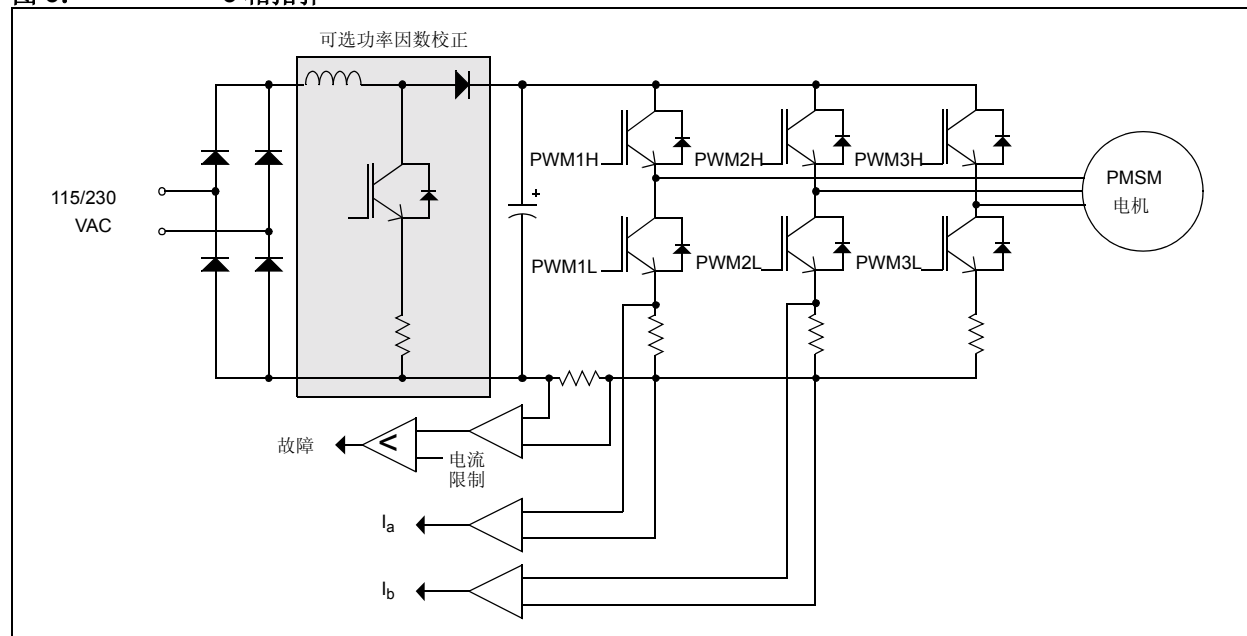 可选功率因数校正
115/230
VAC
PWM1H
PWM2H
PWM3H
PMSM
电机
PWM1L
PWM2L
PWM3L
故障
<
电流
限制
Ia
Ib